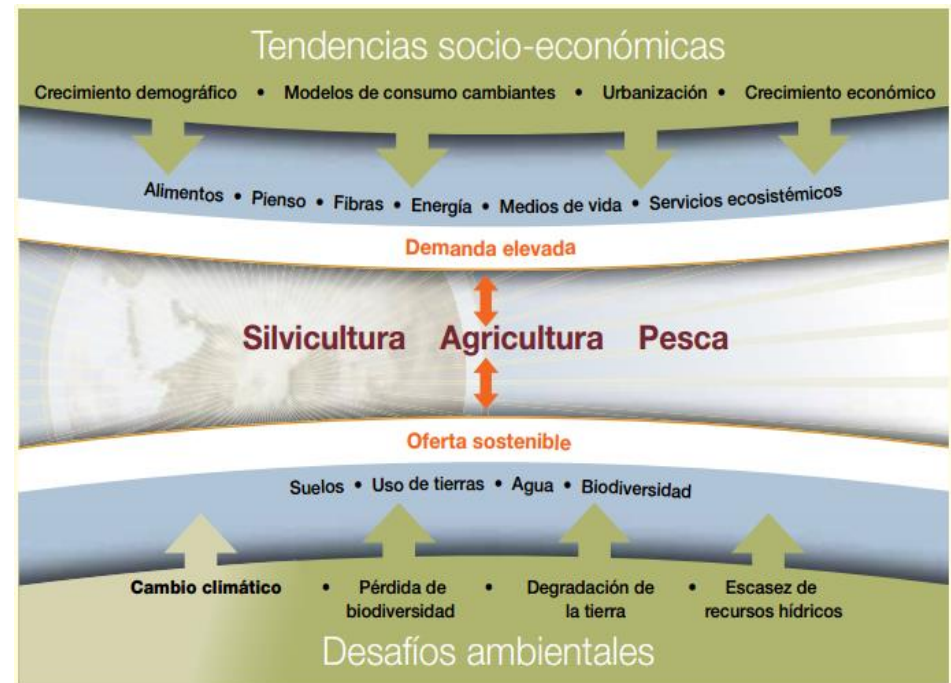 Tendencias socio-económicas
Crecimiento demográfico • Modelos de consumo cambiantes • Urbanización • Crecimiento económico
Alimentos • Pienso • Fibras • Energía • Medios de vida • Servicios ecosistémicos
Demanda elevada
Silvicultura Agricultura Pesca
Oferta sostenible
Suelos • Uso de tierras • Agua • Biodiversidad
Cambio climático • Pérdida de • Degradación de • Escasez de
biodiversidad la tierra recursos hídricos
Desafíos ambientales